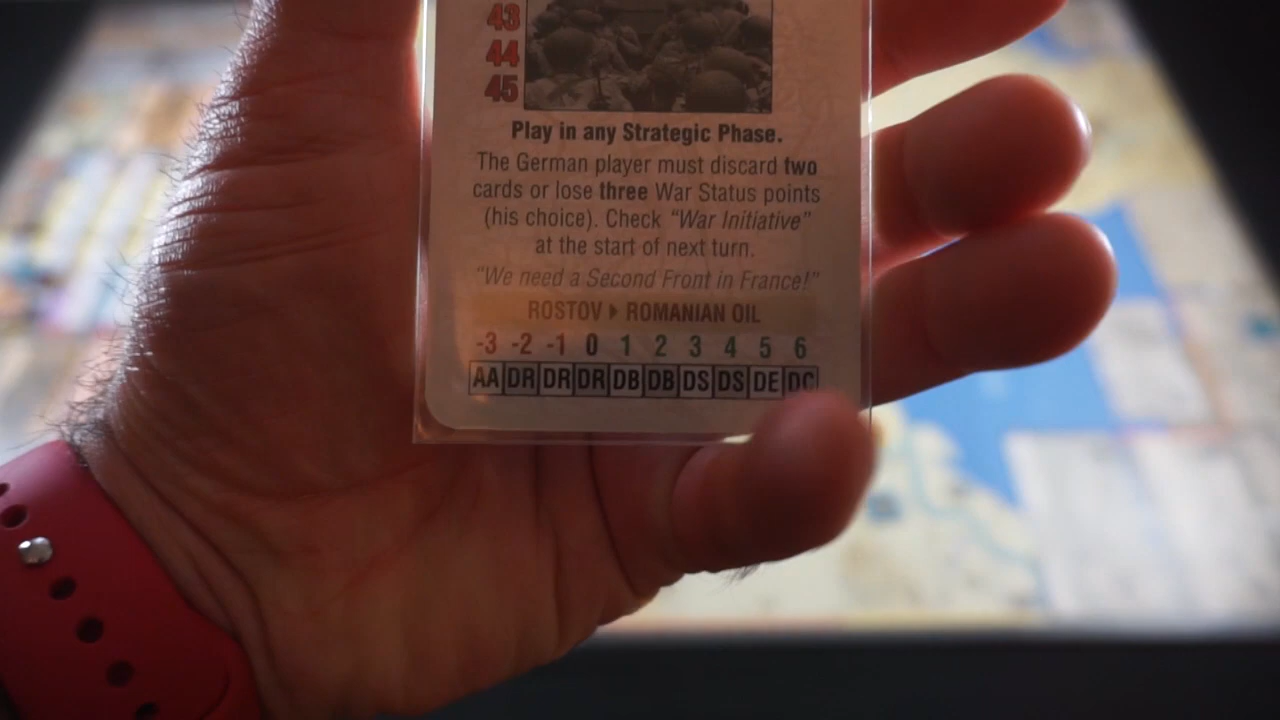 43
44
45
Play in any Strategic Phase.
The German player must discard two
cards or lose three War Status points
(his choice). Check "War Initiative"
at the start of next turn.
"We need a Second Front in France!"
ROSTOV ▸ ROMANIAN OIL
-3 -2 -1 0 1 2 3 4 5 6
AA DR DR DR DB DB DS DS DE DC